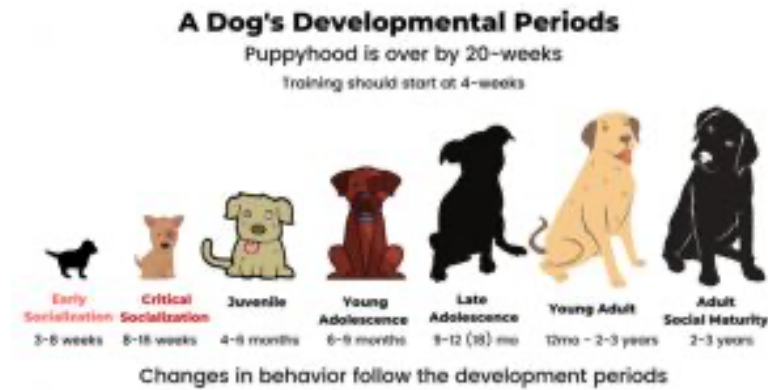 A Dog's Developmental Periods
Puppyhood is over by 20-weeks
Training should start at 4-weeks
Early Socialization
3-8 weeks
Critical Socialization
8-16 weeks
Juvenile
4-6 months
Young Adolescence
6-9 months
Late Adolescence
9-12 (18) mo
Young Adult
12mo - 2-3 years
Adult Social Maturity
2-3 years
Changes in behavior follow the development periods